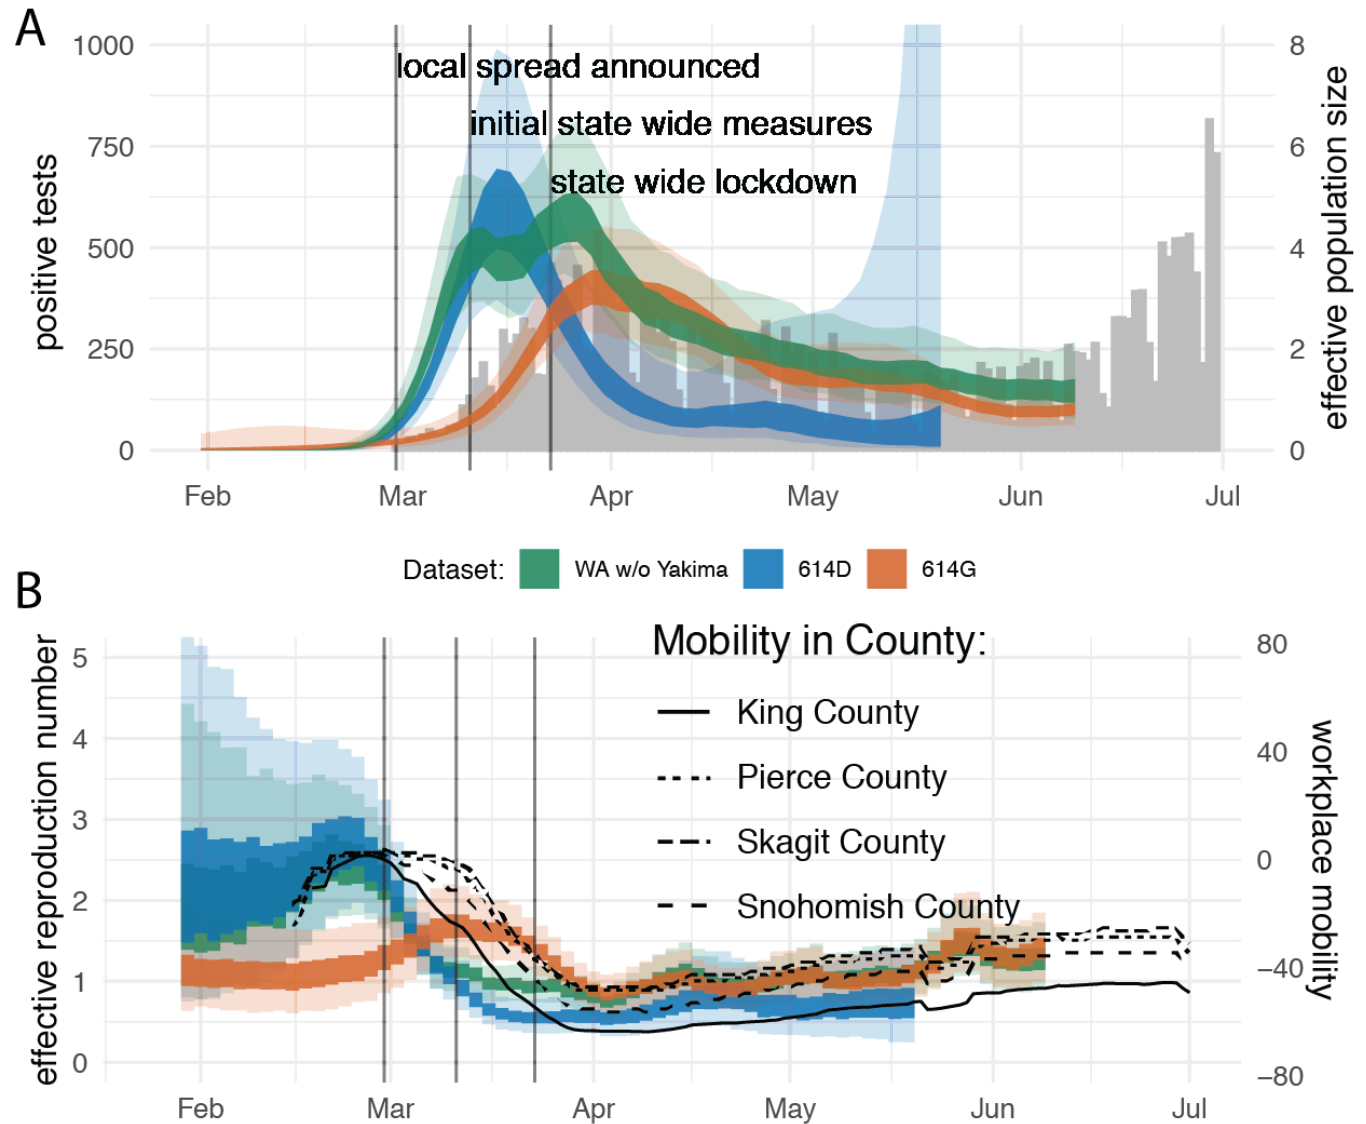 A
1000
750
500
250
0
positive tests
local spread announced
initial state wide measures
state wide lockdown
8
6
4
2
0
effective population size
Feb Mar Apr May Jun Jul
Dataset: WA w/o Yakima 614D 614G
B
5
4
3
2
1
0
effective reproduction number
Mobility in County:
King County
Pierce County
Skagit County
Snohomish County
80
40
0
−40
−80
workplace mobility
Feb Mar Apr May Jun Jul